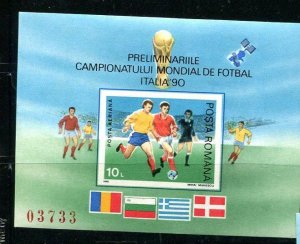 PRELIMINARIILE
CAMPIONATULUI MONDIAL DE FOTBAL
ITALIA '90
POSTA AERIANA
POSTA ROMANA
10 L
03733